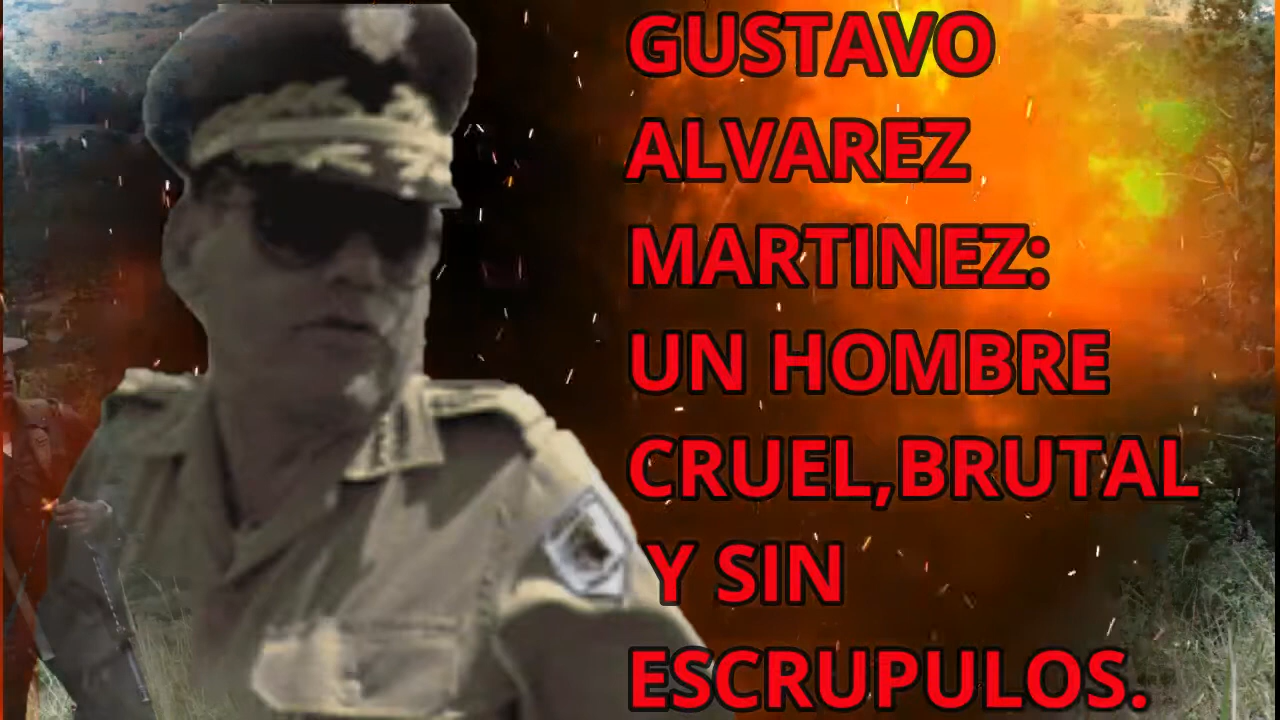 GUSTAVO
ALVAREZ
MARTINEZ:
UN HOMBRE
CRUEL,BRUTAL
Y SIN
ESCRUPULOS.